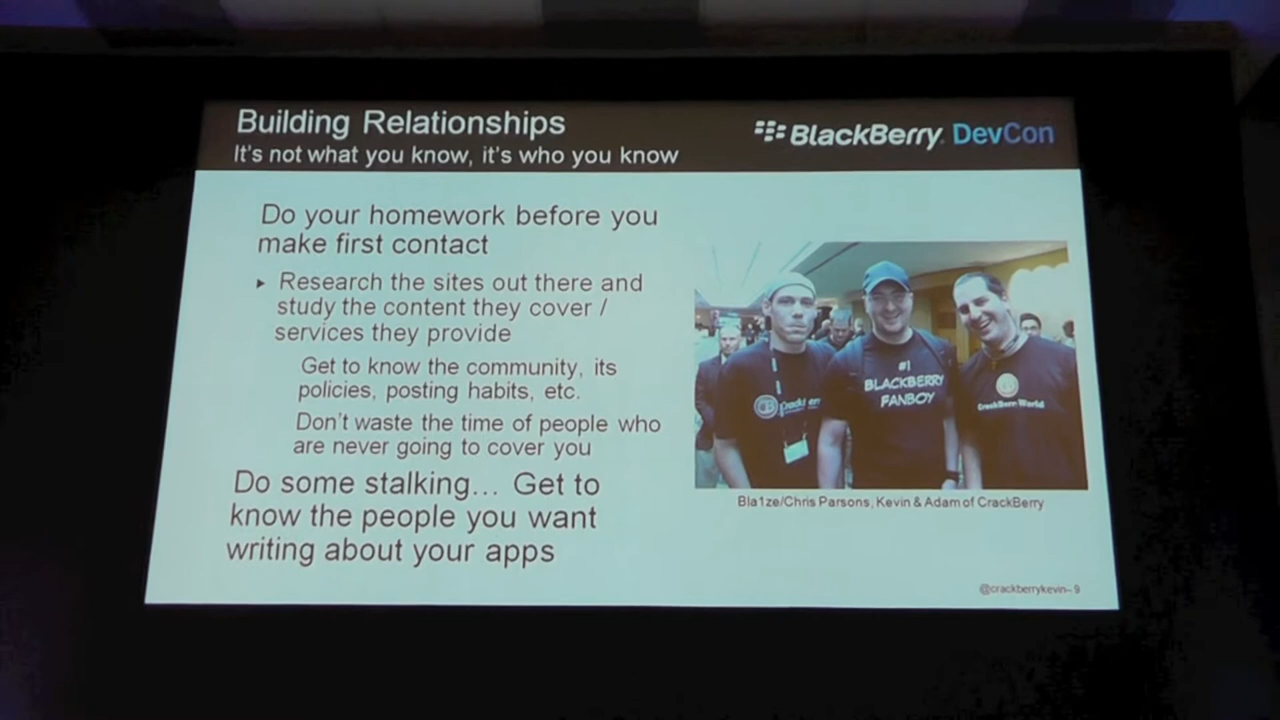 Building Relationships
It's not what you know, it's who you know
BlackBerry DevCon
Do your homework before you
make first contact
Research the sites out there and
study the content they cover /
services they provide
Get to know the community, its
policies, posting habits, etc.
Don't waste the time of people who
are never going to cover you
Do some stalking... Get to
know the people you want
writing about your apps
#1
BLACKBERRY
FANBOY
CrackBerry World
Bla1ze/Chris Parsons, Kevin & Adam of CrackBerry
@crackberrykevin– 9